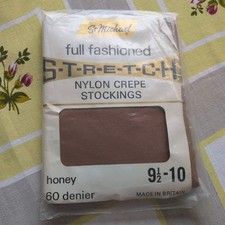 St Michael
full fashioned
S-T-R-E-T-C-H
NYLON CREPE
STOCKINGS
honey
9½-10
60 denier
MADE IN BRITAIN